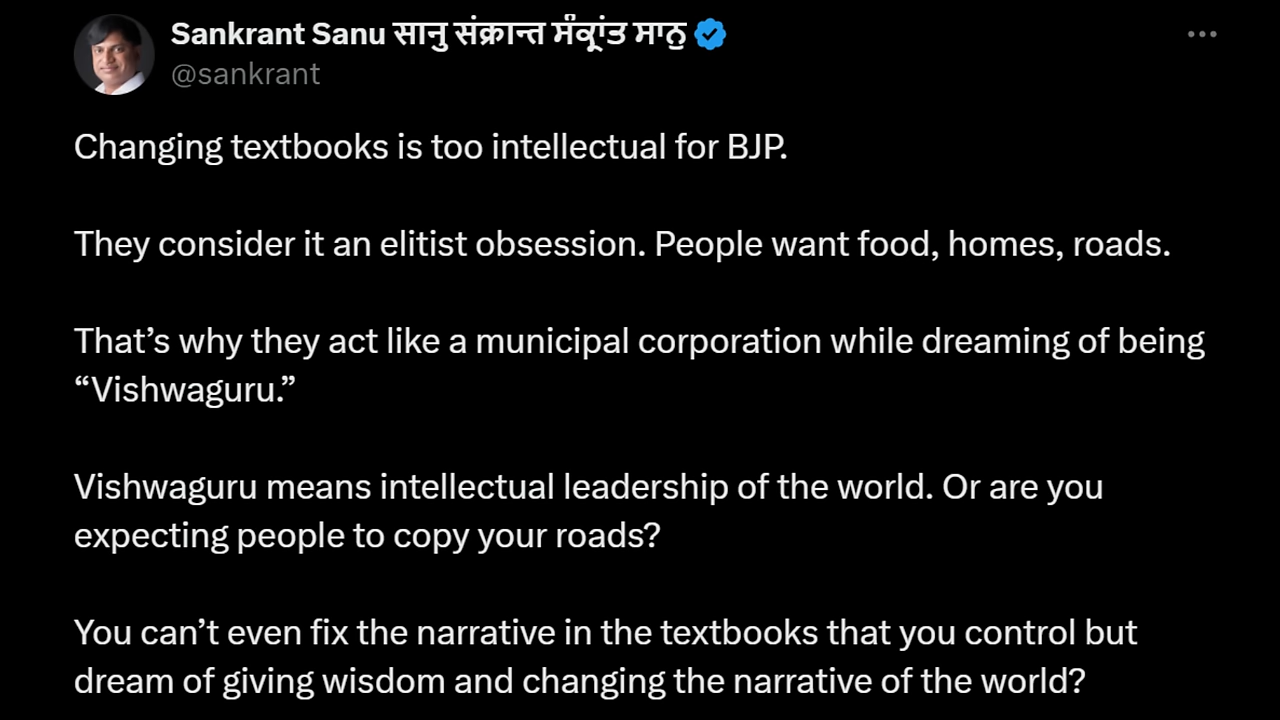 Sankrant Sanu सानु संक्रान्त ਸੰਕ੍ਰਾਂਤ ਸਾਨੁ
@sankrant
Changing textbooks is too intellectual for BJP.
They consider it an elitist obsession. People want food, homes, roads.
That’s why they act like a municipal corporation while dreaming of being
“Vishwaguru.”
Vishwaguru means intellectual leadership of the world. Or are you
expecting people to copy your roads?
You can’t even fix the narrative in the textbooks that you control but
dream of giving wisdom and changing the narrative of the world?